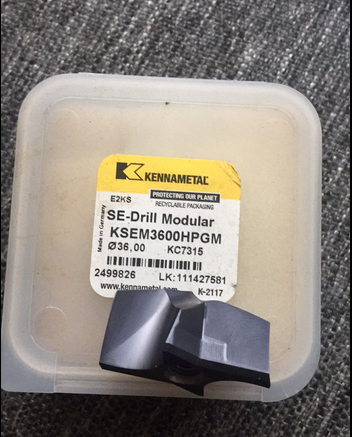 KENNAMETAL
E2KS
PROTECTING OUR PLANET
RECYCLABLE PACKAGING
Made in Germany
SE-Drill Modular
KSEM3600HPGM
Ø36,00 KC7315
2499826 LK:111427581
www.kennametal.com K-2117